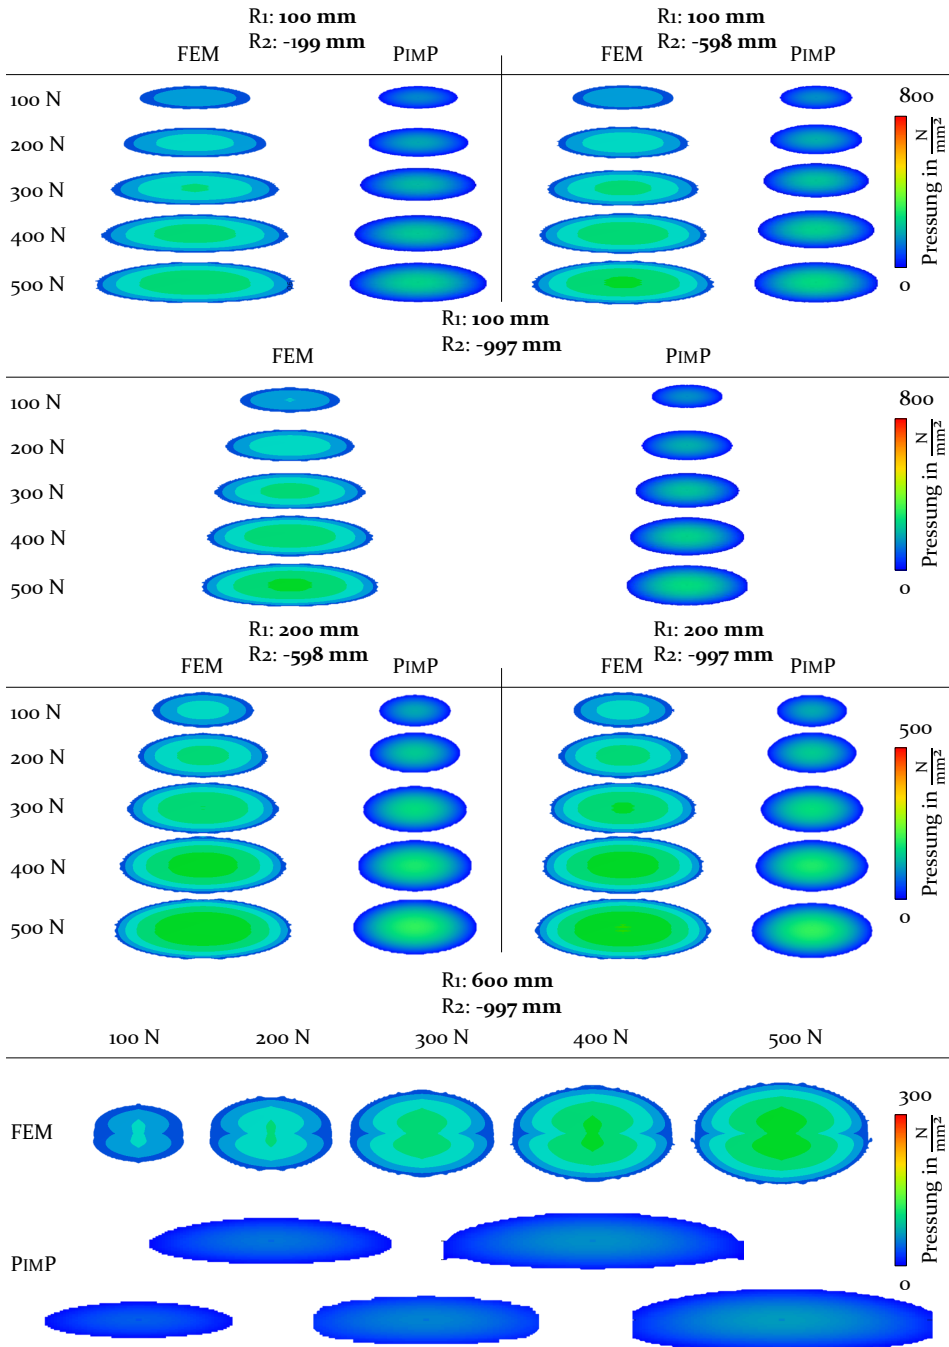 R1: 100 mm
R2: -199 mm
R1: 100 mm
R2: -598 mm
FEM
PIMP
FEM
PIMP
100 N
200 N
300 N
400 N
500 N
800
Pressung in N/mm²
0
R1: 100 mm
R2: -997 mm
FEM
PIMP
100 N
200 N
300 N
400 N
500 N
800
Pressung in N/mm²
0
R1: 200 mm
R2: -598 mm
R1: 200 mm
R2: -997 mm
FEM
PIMP
FEM
PIMP
100 N
200 N
300 N
400 N
500 N
500
Pressung in N/mm²
0
R1: 600 mm
R2: -997 mm
100 N
200 N
300 N
400 N
500 N
FEM
PIMP
300
Pressung in N/mm²
0